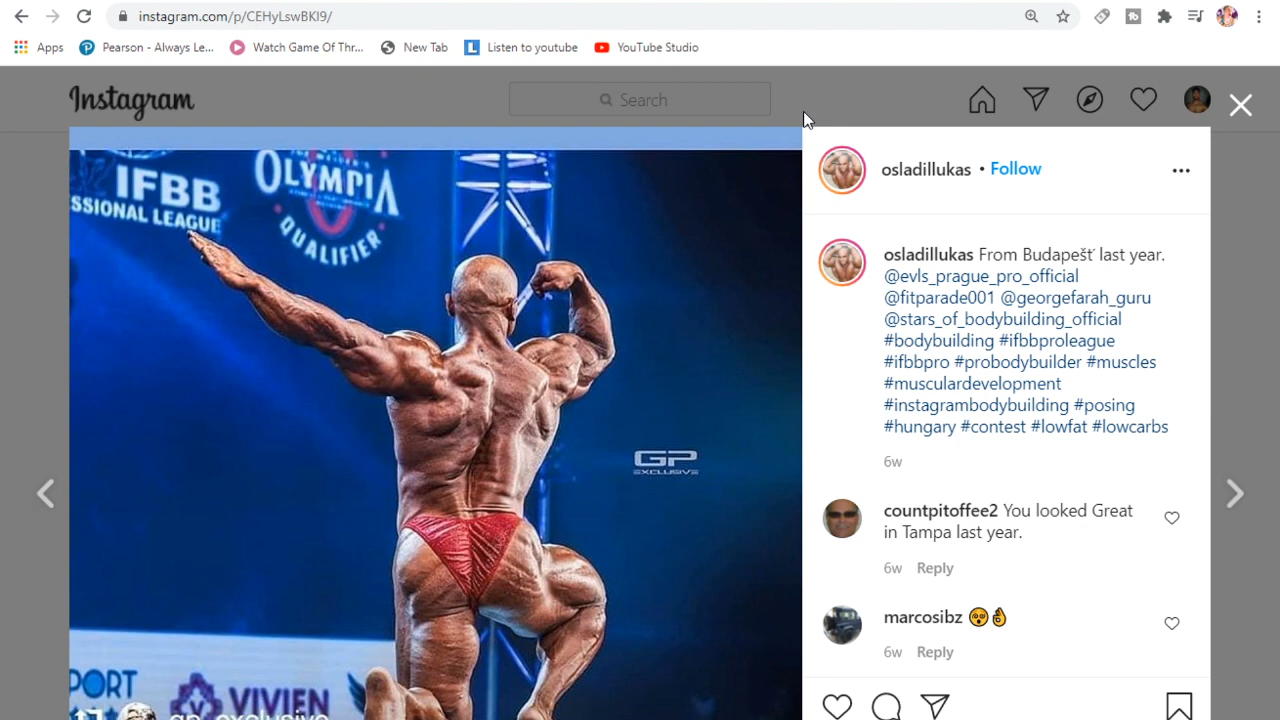 instagram.com/p/CEHyLswBKl9/
Apps
Pearson - Always Le...
Watch Game Of Thr...
New Tab
Listen to youtube
YouTube Studio
Instagram
Search
osladillukas • Follow
IFBB
SSIONAL LEAGUE
OLYMPIA
QUALIFIER
GP
EXCLUSIVE
PORT
VIVIEN
gp_exclusive
osladillukas From Budapešť last year.
@evls_prague_pro_official
@fitparade001 @georgefarah_guru
@stars_of_bodybuilding_official
#bodybuilding #ifbbproleague
#ifbbpro #probodybuilder #muscles
#musculardevelopment
#instagrambodybuilding #posing
#hungary #contest #lowfat #lowcarbs
6w
countpitoffee2 You looked Great
in Tampa last year.
6w Reply
marcosibz 😵👌
6w Reply